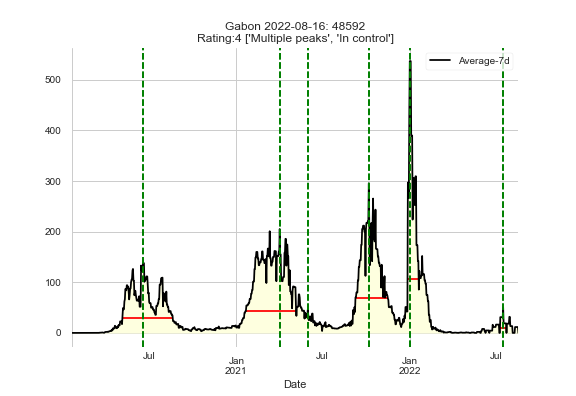 Gabon 2022-08-16: 48592
Rating:4 ['Multiple peaks', 'In control']
Average-7d
500
400
300
200
100
0
Jul
Jan
2021
Jul
Jan
2022
Jul
Date